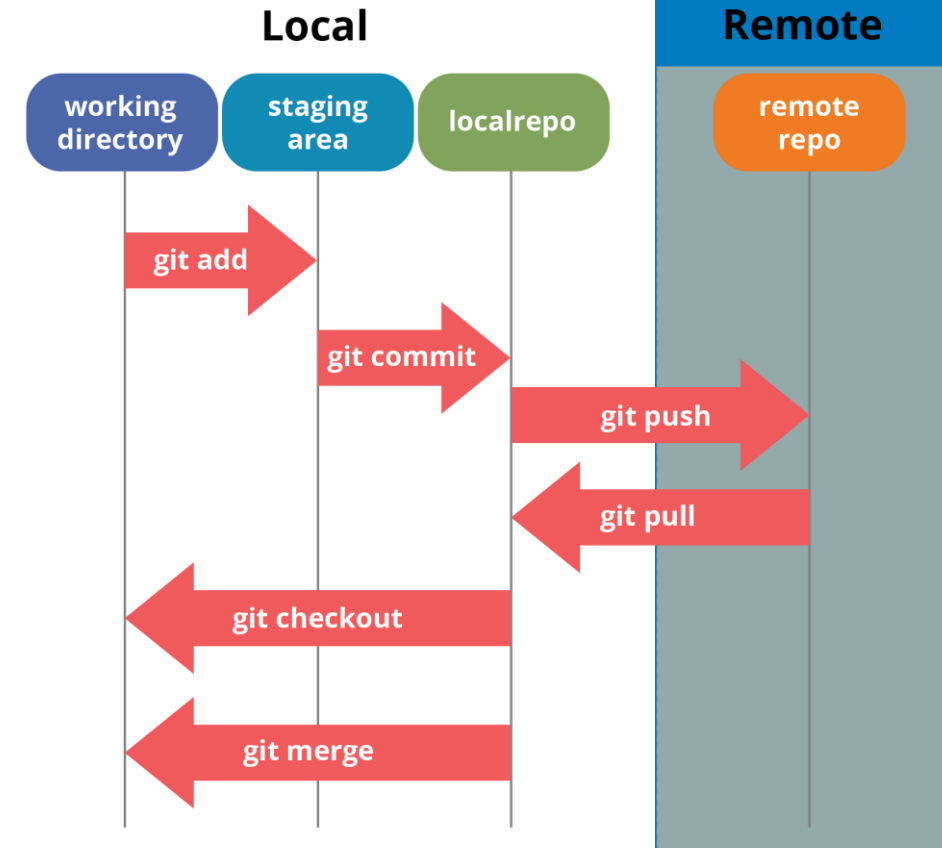 Local
Remote
working
directory
staging
area
localrepo
remote
repo
git add
git commit
git push
git pull
git checkout
git merge